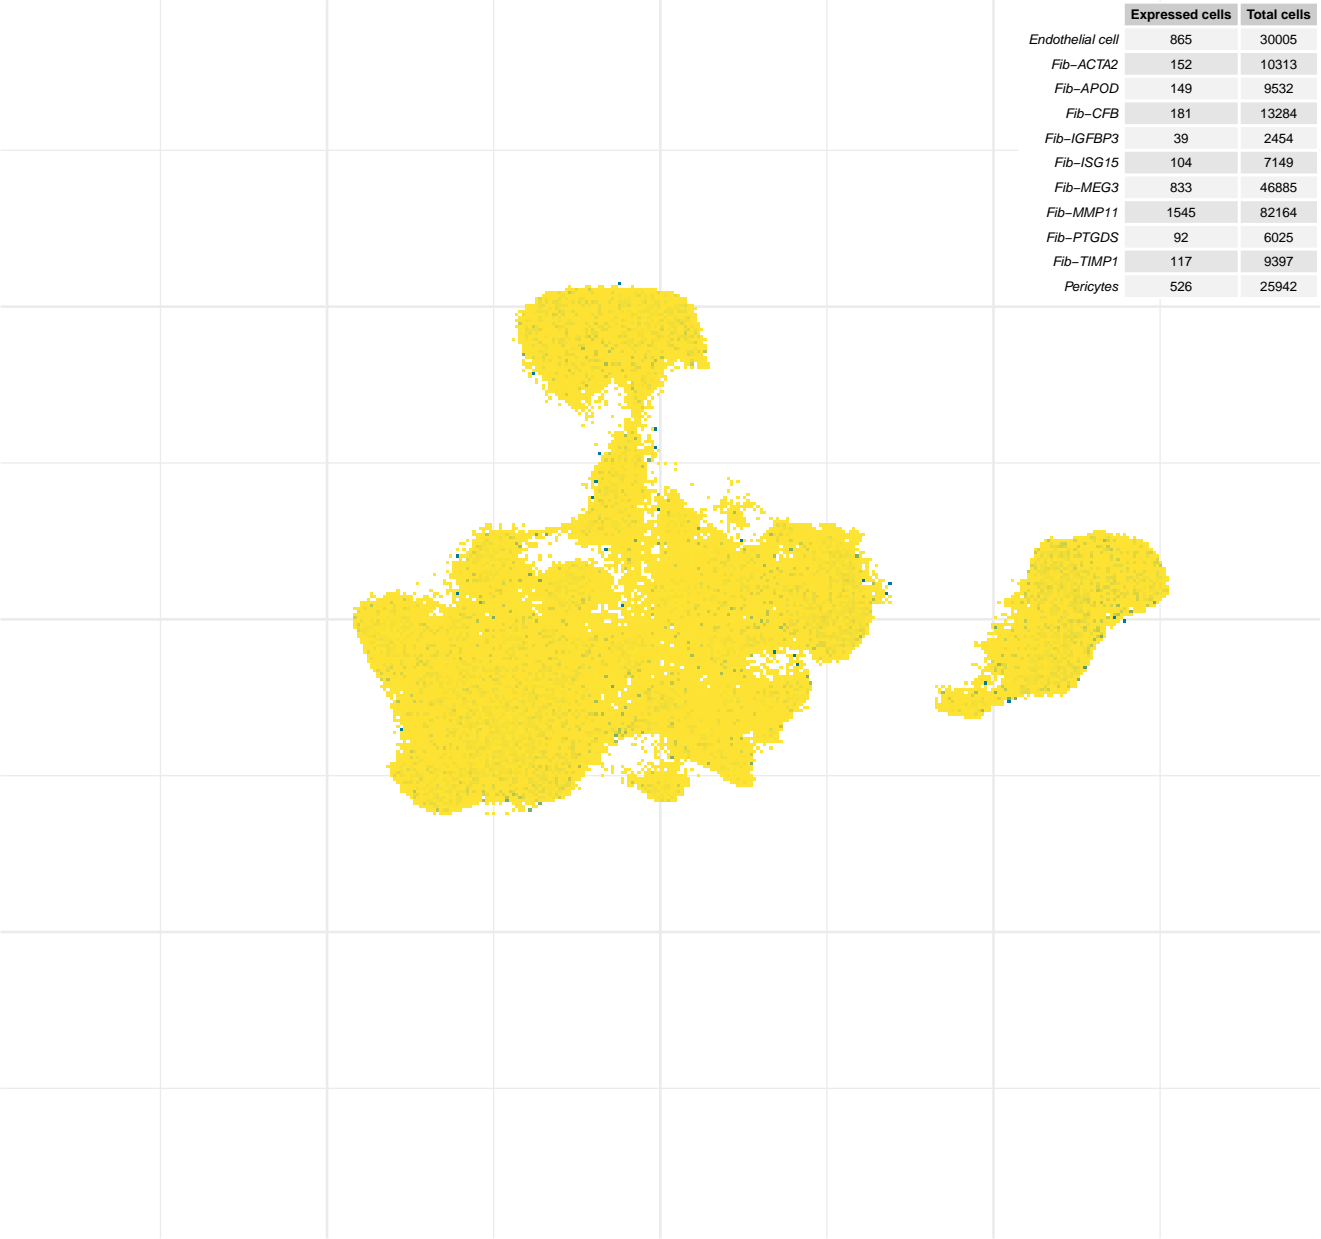 Expressed cells Total cells
Endothelial cell 865 30005
Fib−ACTA2 152 10313
Fib−APOD 149 9532
Fib−CFB 181 13284
Fib−IGFBP3 39 2454
Fib−ISG15 104 7149
Fib−MEG3 833 46885
Fib−MMP11 1545 82164
Fib−PTGDS 92 6025
Fib−TIMP1 117 9397
Pericytes 526 25942